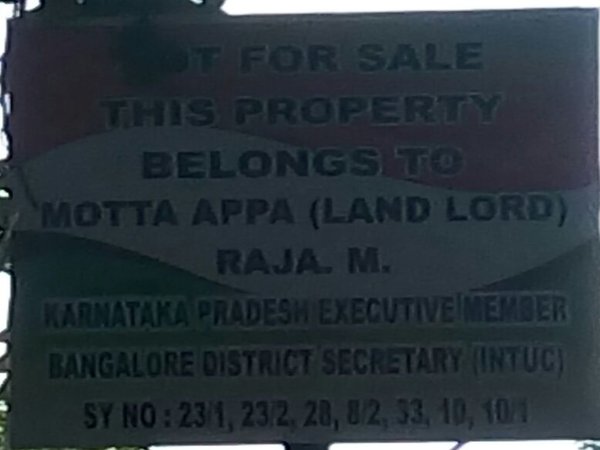 NOT FOR SALE
THIS PROPERTY
BELONGS TO
MOTTA APPA (LAND LORD)
RAJA. M.
KARNATAKA PRADESH EXECUTIVE MEMBER
BANGALORE DISTRICT SECRETARY (INTUC)
SY NO : 23/1, 23/2, 28, 8/2, 33, 10, 10/1